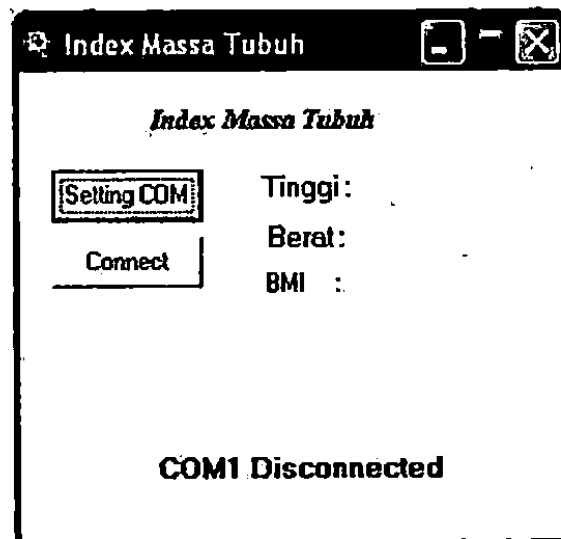 Index Massa Tubuh
Index Massa Tubuh
Setting COM
Tinggi :
Connect
Berat :
BMI :
COM1 Disconnected